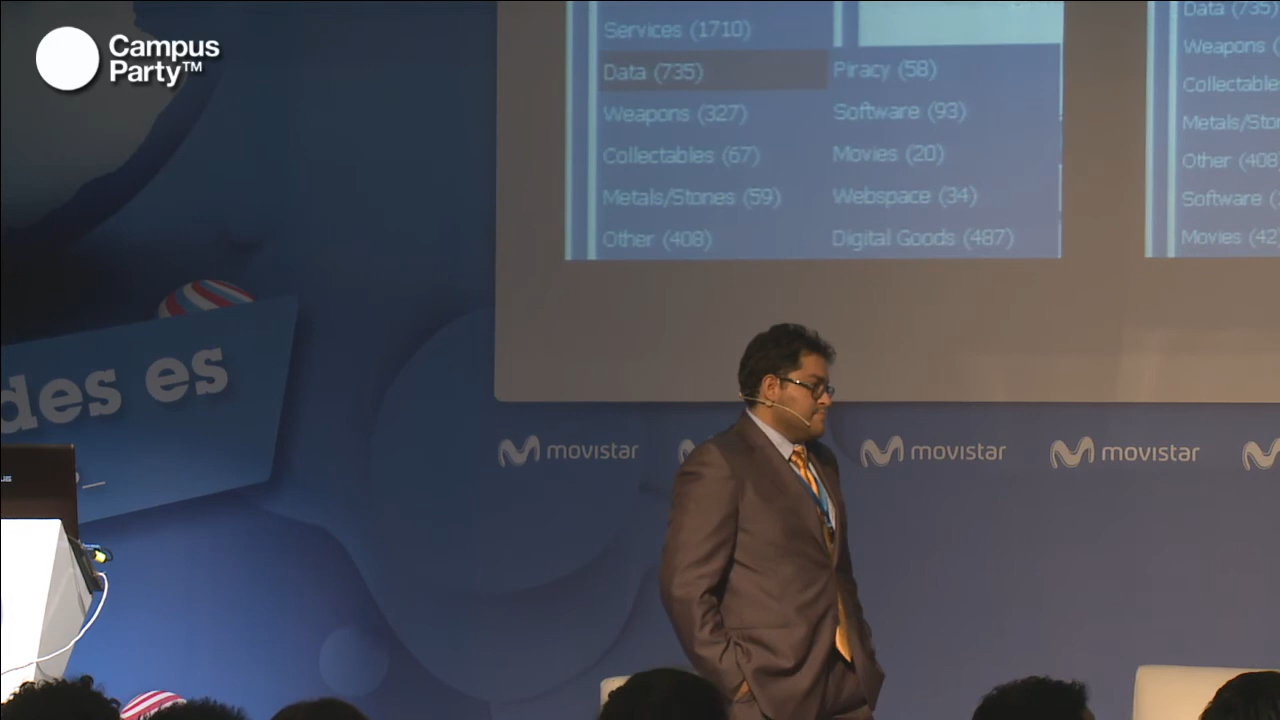 Campus
Party™
Services (1710)
Data (735)
Weapons (327)
Collectables (67)
Metals/Stones (59)
Other (408)
Piracy (58)
Software (93)
Movies (20)
Webspace (34)
Digital Goods (487)
Data (735)
Weapons (
Collectable
Metals/Sto
Other (408
Software (
Movies (42
des es
movistar
movistar
movistar